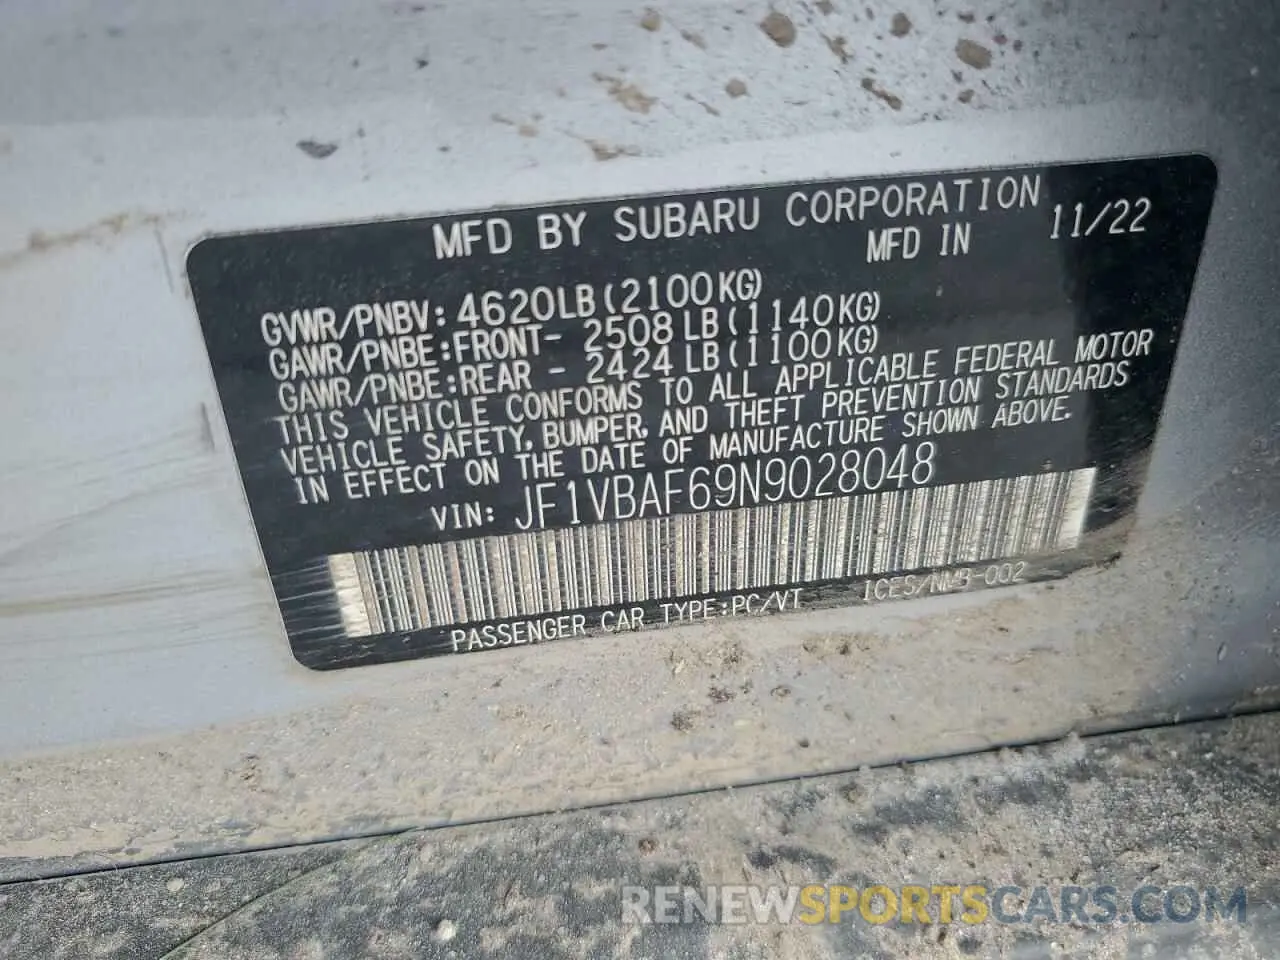 MFD BY SUBARU CORPORATION
MFD IN 11/22
GVWR/PNBV: 4620LB(2100KG)
GAWR/PNBE:FRONT- 2508LB(1140KG)
GAWR/PNBE:REAR - 2424LB(1100KG)
THIS VEHICLE CONFORMS TO ALL APPLICABLE FEDERAL MOTOR
VEHICLE SAFETY, BUMPER, AND THEFT PREVENTION STANDARDS
IN EFFECT ON THE DATE OF MANUFACTURE SHOWN ABOVE.
VIN: JF1VBAF69N9028048
PASSENGER CAR TYPE:PC/VT ICES/NMB-002
RENEWSPORTSCARS.COM